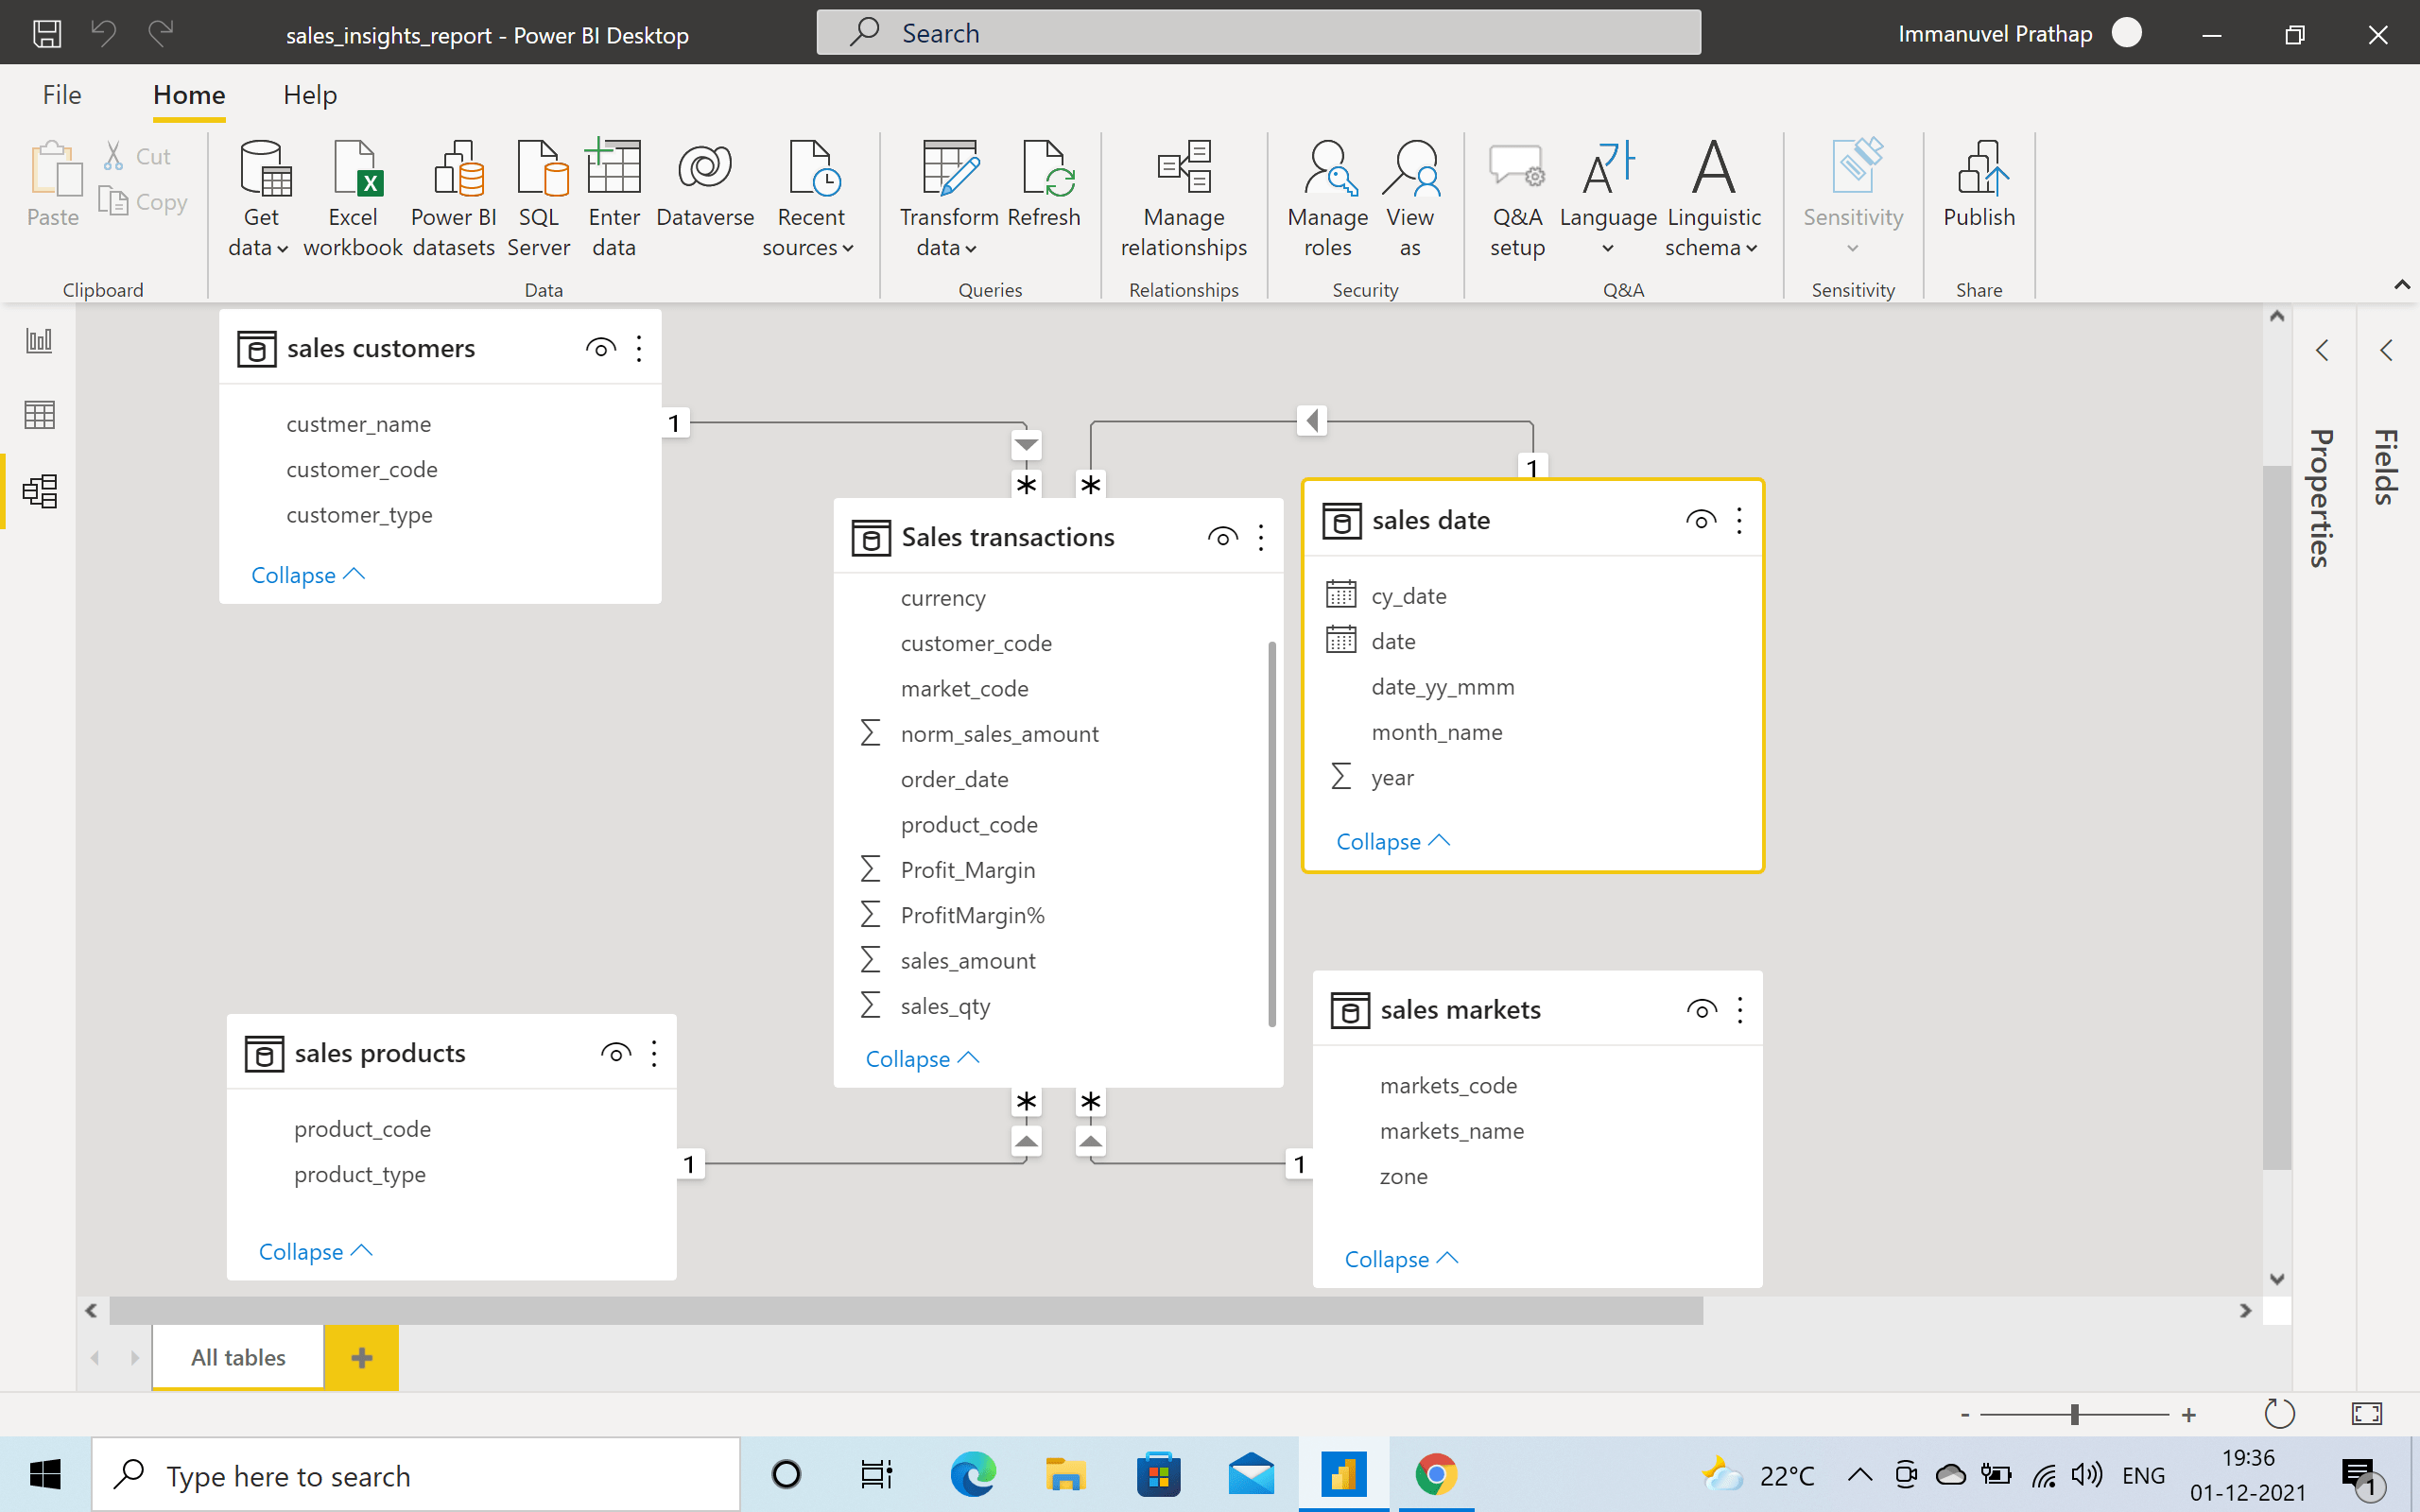 sales_insights_report - Power BI Desktop
Search
Immanuvel Prathap
File
Home
Help
Paste
Cut
Copy
Clipboard
Get data
Excel workbook
Power BI datasets
SQL Server
Enter data
Dataverse
Recent sources
Data
Transform data
Refresh
Queries
Manage relationships
Relationships
Manage roles
View as
Security
Q&A setup
Language
Linguistic schema
Q&A
Sensitivity
Sensitivity
Publish
Share
sales customers
custmer_name
customer_code
customer_type
Collapse
1
*
*
1
Sales transactions
currency
customer_code
market_code
norm_sales_amount
order_date
product_code
Profit_Margin
ProfitMargin%
sales_amount
sales_qty
Collapse
sales date
cy_date
date
date_yy_mmm
month_name
year
Collapse
sales products
product_code
product_type
Collapse
1
*
*
1
sales markets
markets_code
markets_name
zone
Collapse
Properties
Fields
All tables
+
- +
Type here to search
22°C
ENG
19:36
01-12-2021
1